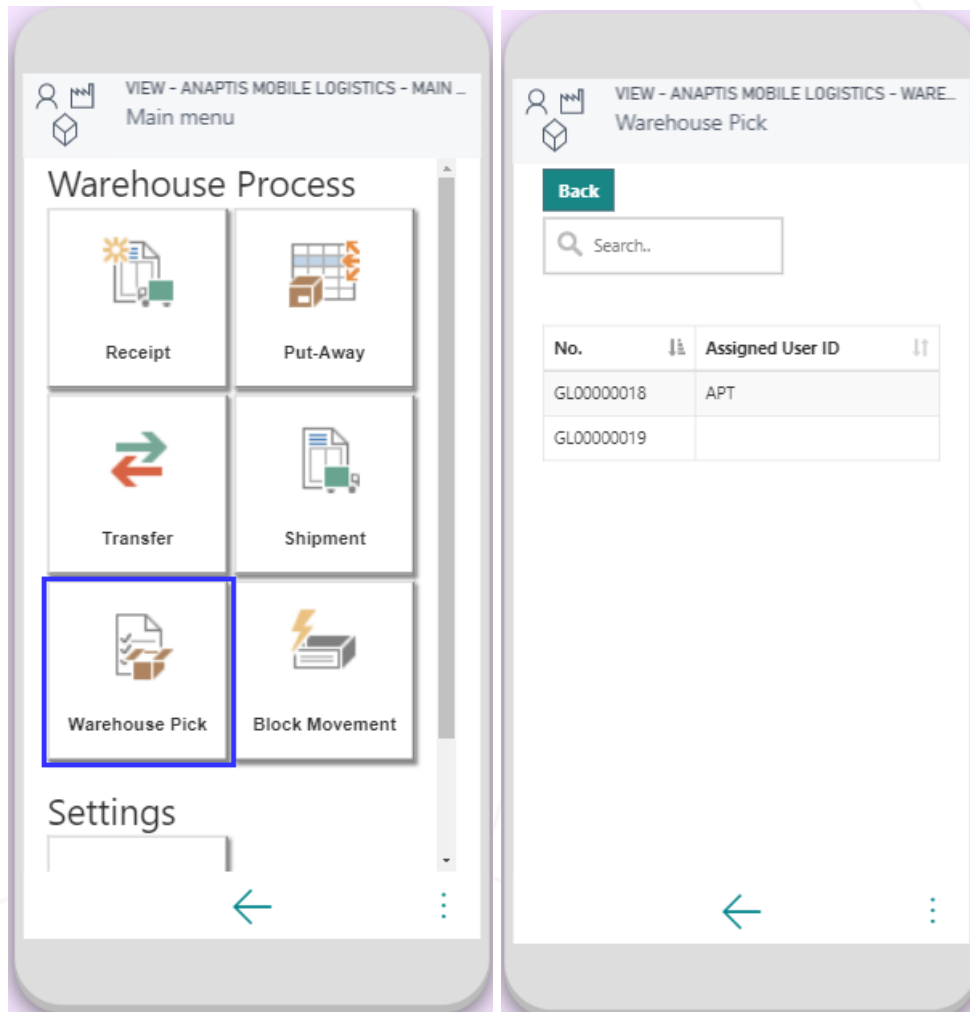 VIEW - ANAPTIS MOBILE LOGISTICS - MAIN ...
Main menu
Warehouse Process
Receipt
Put-Away
Transfer
Shipment
Warehouse Pick
Block Movement
Settings
VIEW - ANAPTIS MOBILE LOGISTICS - WARE...
Warehouse Pick
Back
Search..
No. Assigned User ID
GL00000018 APT
GL00000019